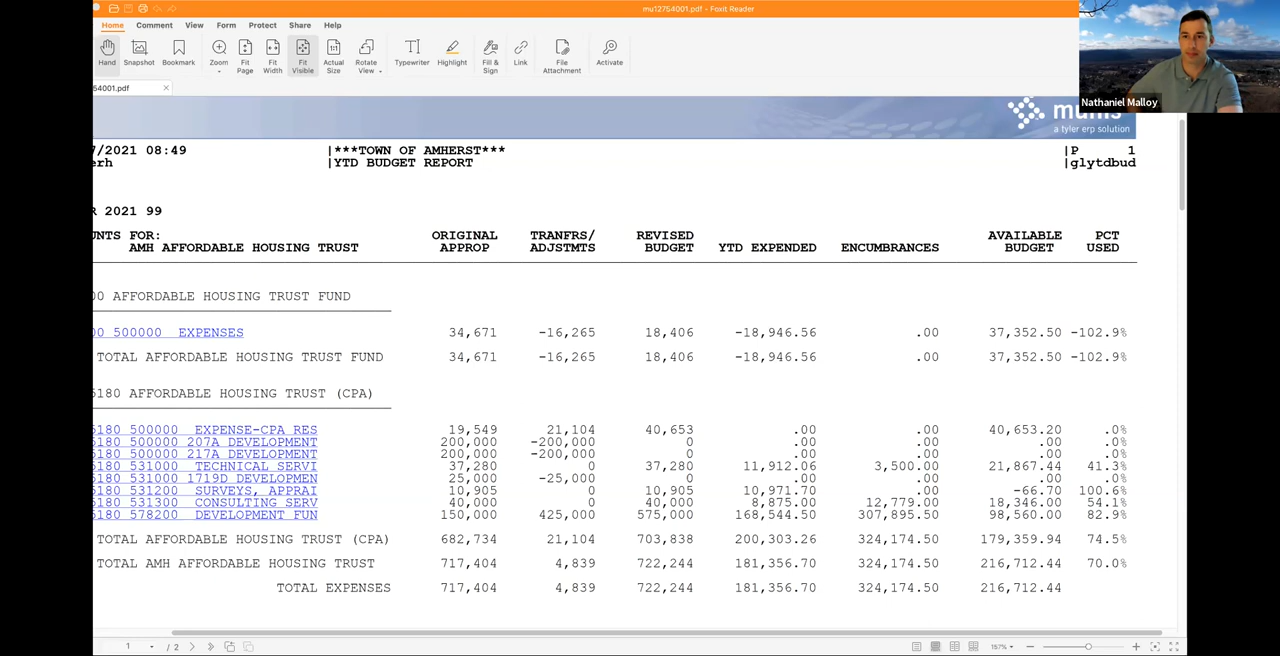 mu12754001.pdf - Foxit Reader
Home Comment View Form Protect Share Help
Hand Snapshot Bookmark Zoom Fit Page Fit Width Fit Visible Actual Size Rotate View Typewriter Highlight Fill & Sign Link File Attachment Activate
54001.pdf
Nathaniel Malloy
munis
a tyler erp solution
7/2021 08:49 |***TOWN OF AMHERST*** |P 1
erh |YTD BUDGET REPORT |glytdbud
R 2021 99
UNTS FOR: ORIGINAL TRANFRS/ REVISED AVAILABLE PCT
AMH AFFORDABLE HOUSING TRUST APPROP ADJSTMTS BUDGET YTD EXPENDED ENCUMBRANCES BUDGET USED
00 AFFORDABLE HOUSING TRUST FUND
00 500000 EXPENSES 34,671 -16,265 18,406 -18,946.56 .00 37,352.50 -102.9%
TOTAL AFFORDABLE HOUSING TRUST FUND 34,671 -16,265 18,406 -18,946.56 .00 37,352.50 -102.9%
5180 AFFORDABLE HOUSING TRUST (CPA)
5180 500000 EXPENSE-CPA RES 19,549 21,104 40,653 .00 .00 40,653.20 .0%
5180 500000 207A DEVELOPMENT 200,000 -200,000 0 .00 .00 .00 .0%
5180 500000 217A DEVELOPMENT 200,000 -200,000 0 .00 .00 .00 .0%
5180 531000 TECHNICAL SERVI 37,280 0 37,280 11,912.06 3,500.00 21,867.44 41.3%
5180 531000 1719D DEVELOPMEN 25,000 -25,000 0 .00 .00 .00 .0%
5180 531200 SURVEYS, APPRAI 10,905 0 10,905 10,971.70 .00 -66.70 100.6%
5180 531300 CONSULTING SERV 40,000 0 40,000 8,875.00 12,779.00 18,346.00 54.1%
5180 578200 DEVELOPMENT FUN 150,000 425,000 575,000 168,544.50 307,895.50 98,560.00 82.9%
TOTAL AFFORDABLE HOUSING TRUST (CPA) 682,734 21,104 703,838 200,303.26 324,174.50 179,359.94 74.5%
TOTAL AMH AFFORDABLE HOUSING TRUST 717,404 4,839 722,244 181,356.70 324,174.50 216,712.44 70.0%
TOTAL EXPENSES 717,404 4,839 722,244 181,356.70 324,174.50 216,712.44
1 / 2 157%